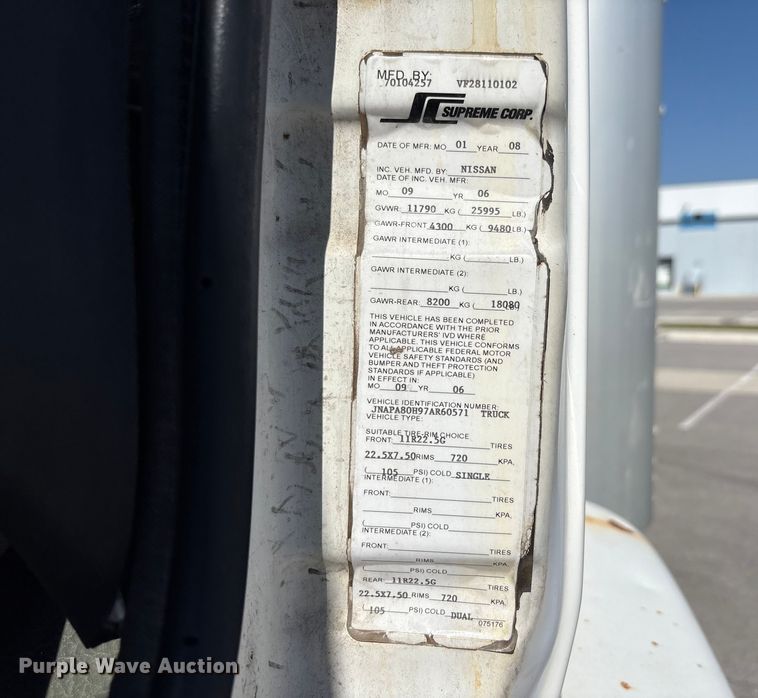 MFD. BY:
70104257 VF28110102
SUPREME CORP.
DATE OF MFR: MO 01 YEAR 08
INC. VEH. MFD. BY: NISSAN
DATE OF INC. VEH. MFR:
MO 09 YR 06
GVWR: 11790 KG ( 25995 LB.)
GAWR-FRONT: 4300 KG ( 9480 LB.)
GAWR INTERMEDIATE (1):
KG ( LB.)
GAWR INTERMEDIATE (2):
KG ( LB.)
GAWR-REAR: 8200 KG ( 18080 LB.)
THIS VEHICLE HAS BEEN COMPLETED
IN ACCORDANCE WITH THE PRIOR
MANUFACTURERS' IVD WHERE
APPLICABLE. THIS VEHICLE CONFORMS
TO ALL APPLICABLE FEDERAL MOTOR
VEHICLE SAFETY STANDARDS (AND
BUMPER AND THEFT PROTECTION
STANDARDS IF APPLICABLE)
IN EFFECT IN:
MO 09 YR 06
VEHICLE IDENTIFICATION NUMBER:
JNAPA80H97AR60571 TRUCK
VEHICLE TYPE:
SUITABLE TIRE-RIM CHOICE
FRONT: 11R22.5G TIRES
22.5X7.50 RIMS 720 KPA,
( 105 PSI) COLD SINGLE
INTERMEDIATE (1):
FRONT: TIRES
RIMS KPA,
( PSI) COLD
INTERMEDIATE (2):
FRONT: TIRES
RIMS KPA,
( PSI) COLD
REAR: 11R22.5G TIRES
22.5X7.50 RIMS 720 KPA,
(105 PSI) COLD DUAL
075176
Purple Wave Auction